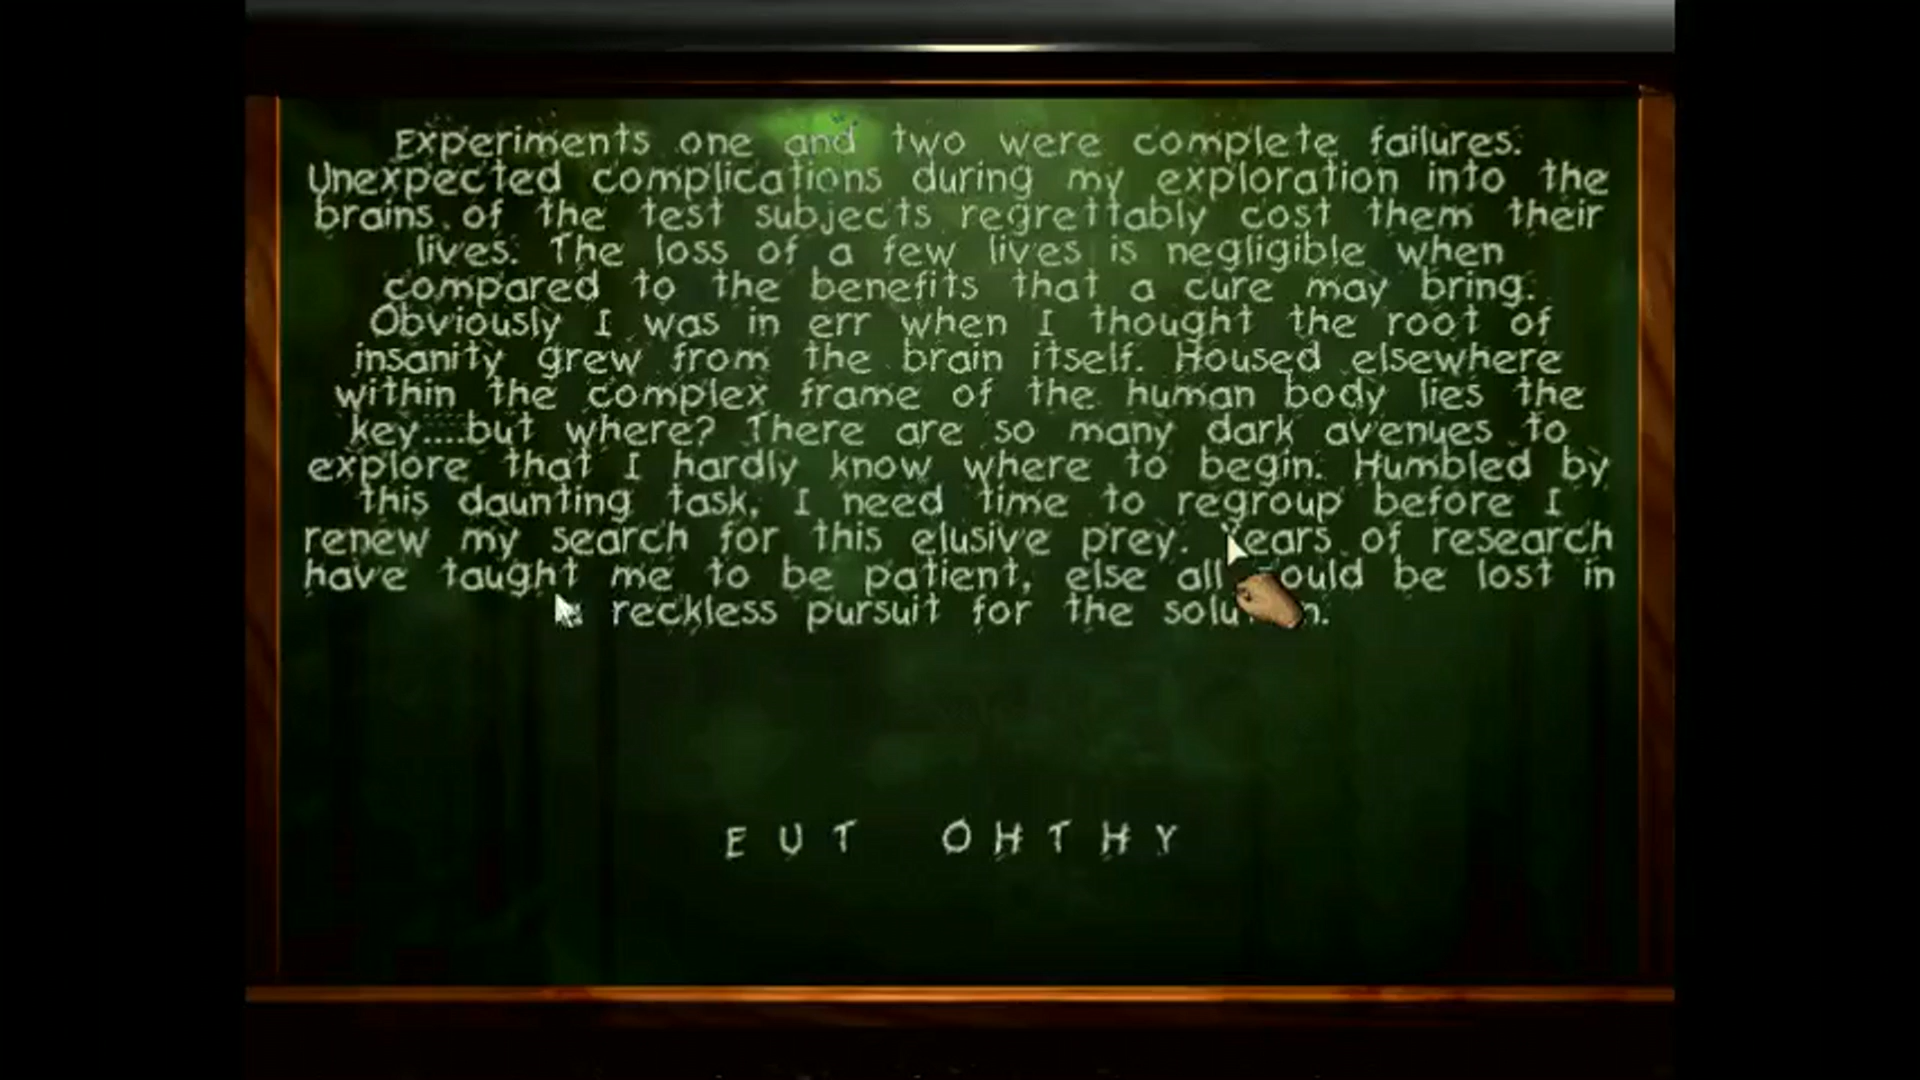 Experiments one and two were complete failures.
Unexpected complications during my exploration into the
brains of the test subjects regrettably cost them their
lives. The loss of a few lives is negligible when
compared to the benefits that a cure may bring.
Obviously I was in err when I thought the root of
insanity grew from the brain itself. Housed elsewhere
within the complex frame of the human body lies the
key....but where? There are so many dark avenues to
explore that I hardly know where to begin. Humbled by
this daunting task, I need time to regroup before I
renew my search for this elusive prey. Years of research
have taught me to be patient, else all be lost in
reckless pursuit for the
E U T O H T H Y